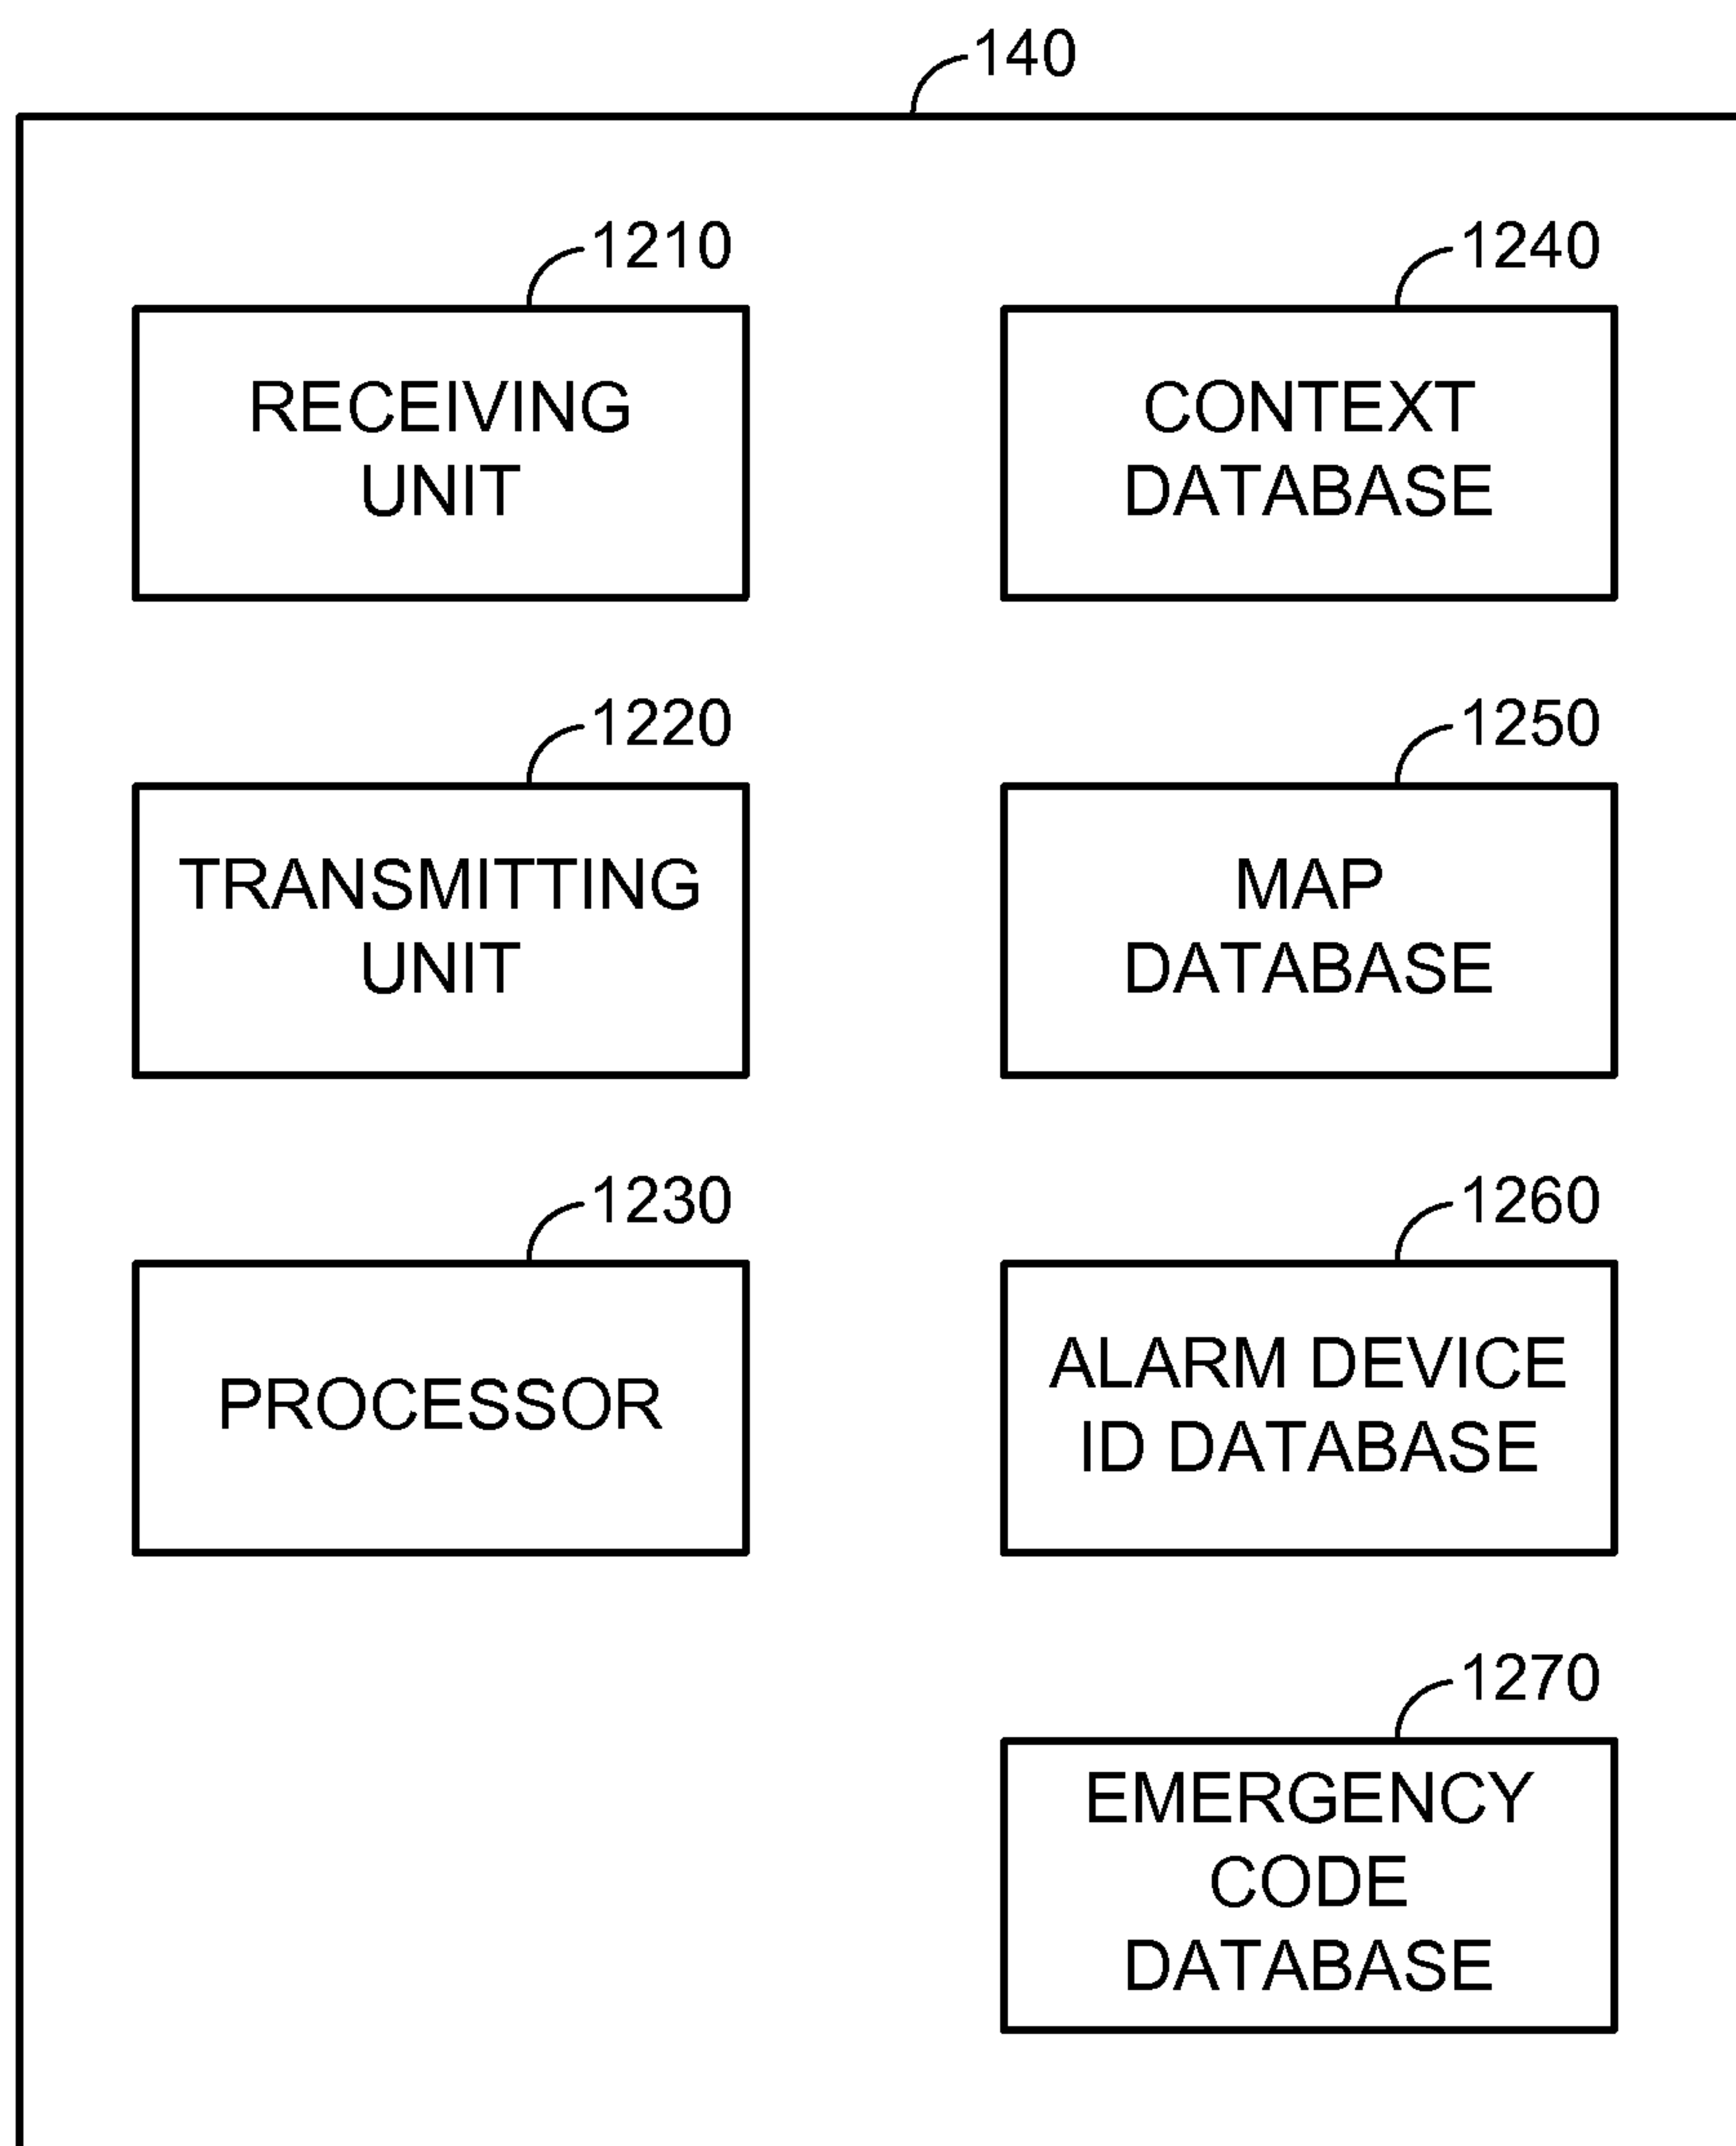 140
1210
RECEIVING
UNIT
1240
CONTEXT
DATABASE
1220
TRANSMITTING
UNIT
1250
MAP
DATABASE
1230
PROCESSOR
1260
ALARM DEVICE
ID DATABASE
1270
EMERGENCY
CODE
DATABASE